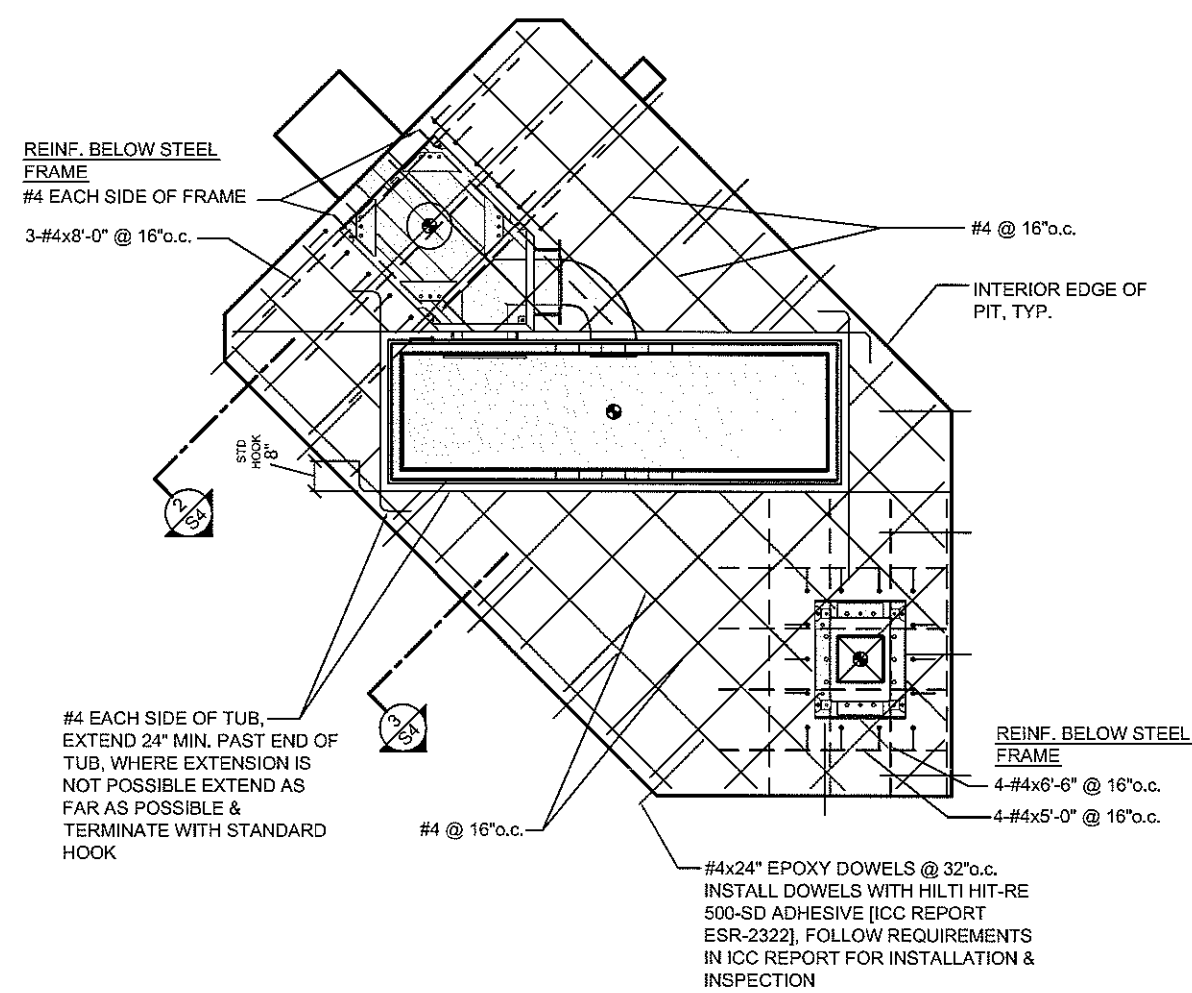 REINF. BELOW STEEL
FRAME
#4 EACH SIDE OF FRAME
3-#4x8'-0" @ 16"o.c.
#4 @ 16"o.c.
INTERIOR EDGE OF
PIT, TYP.
STD
HOOK
8"
2
S4
3
S4
#4 EACH SIDE OF TUB,
EXTEND 24" MIN. PAST END OF
TUB, WHERE EXTENSION IS
NOT POSSIBLE EXTEND AS
FAR AS POSSIBLE &
TERMINATE WITH STANDARD
HOOK
#4 @ 16"o.c.
REINF. BELOW STEEL
FRAME
4-#4x6'-6" @ 16"o.c.
4-#4x5'-0" @ 16"o.c.
#4x24" EPOXY DOWELS @ 32"o.c.
INSTALL DOWELS WITH HILTI HIT-RE
500-SD ADHESIVE [ICC REPORT
ESR-2322], FOLLOW REQUIREMENTS
IN ICC REPORT FOR INSTALLATION &
INSPECTION